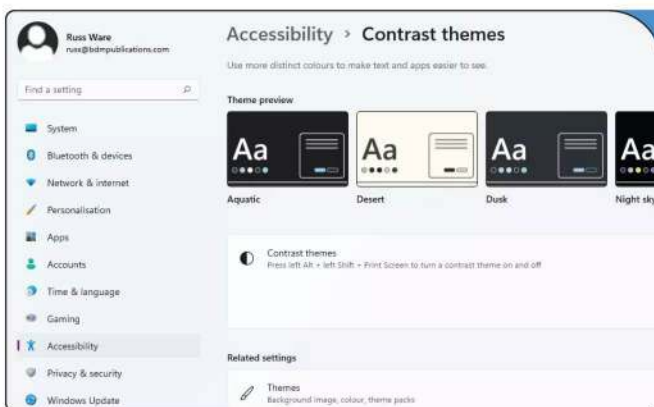 Russ Ware
russ@bdmpublications.com
Find a setting
System
Bluetooth & devices
Network & internet
Personalisation
Apps
Accounts
Time & language
Gaming
Accessibility
Privacy & security
Windows Update
Accessibility > Contrast themes
Use more distinct colours to make text and apps easier to see.
Theme preview
Aa
Aa
Aa
Aa
Aquatic
Desert
Dusk
Night sky
Contrast themes
Press left Alt + left Shift + Print Screen to turn a contrast theme on and off
Related settings
Themes
Background image, colour, theme packs